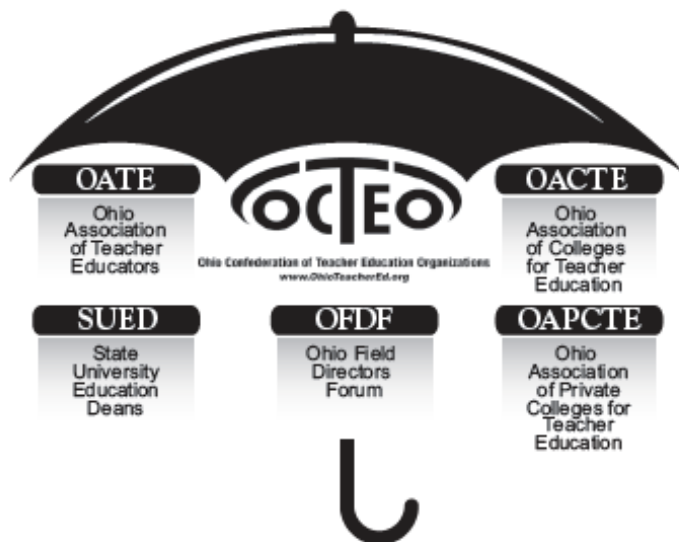 OATE
Ohio
Association
of Teacher
Educators
OCTEO
Ohio Confederation of Teacher Education Organizations
www.OhioTeacherEd.org
OACTE
Ohio
Association
of Colleges
for Teacher
Education
SUED
State
University
Education
Deans
OFDF
Ohio Field
Directors
Forum
OAPCTE
Ohio
Association
of Private
Colleges for
Teacher
Education